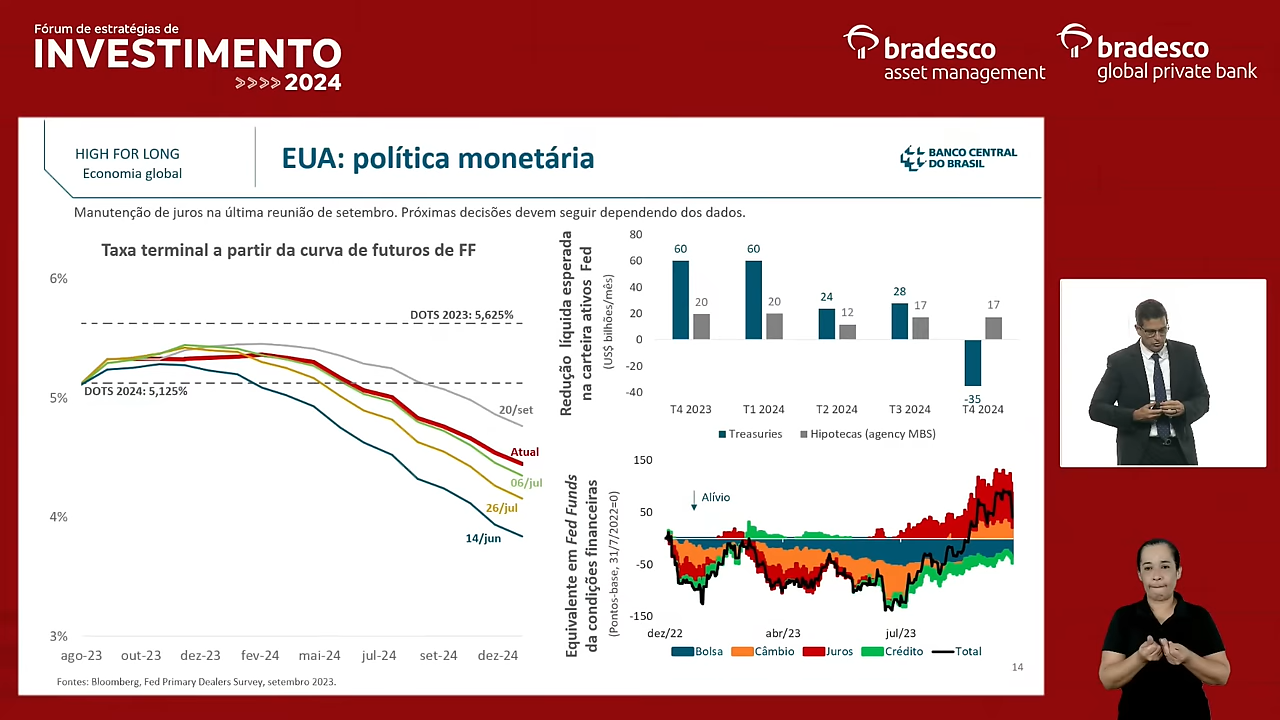 Fórum de estratégias de
INVESTIMENTO
>>>> 2024
bradesco
asset management
bradesco
global private bank
HIGH FOR LONG
Economia global
EUA: política monetária
BANCO CENTRAL
DO BRASIL
Manutenção de juros na última reunião de setembro. Próximas decisões devem seguir dependendo dos dados.
Taxa terminal a partir da curva de futuros de FF
6%
5%
4%
3%
DOTS 2023: 5,625%
DOTS 2024: 5,125%
20/set
Atual
06/jul
26/jul
14/jun
ago-23 out-23 dez-23 fev-24 mai-24 jul-24 set-24 dez-24
Fontes: Bloomberg, Fed Primary Dealers Survey, setembro 2023.
Redução líquida esperada
na carteira ativos Fed
(US$ bilhões/mês)
80
60
40
20
0
-20
-40
60 20 60 20 24 12 28 17 -35 17
T4 2023 T1 2024 T2 2024 T3 2024 T4 2024
Treasuries Hipotecas (agency MBS)
Equivalente em Fed Funds
da condições financeiras
(Pontos-base, 31/7/2022=0)
150
50
-50
-150
Alívio
dez/22 abr/23 jul/23
Bolsa Câmbio Juros Crédito Total
14